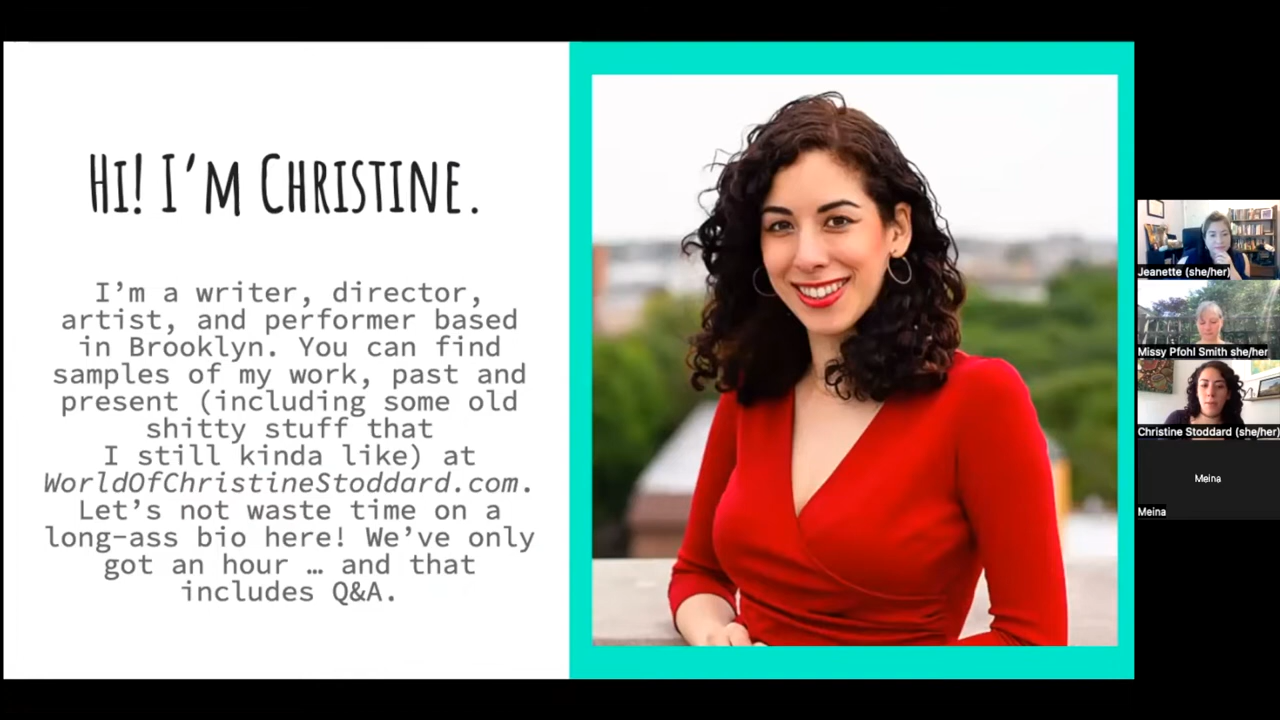 Hi! I'm Christine.
I'm a writer, director,
artist, and performer based
in Brooklyn. You can find
samples of my work, past and
present (including some old
shitty stuff that
I still kinda like) at
WorldOfChristineStoddard.com.
Let's not waste time on a
long-ass bio here! We've only
got an hour … and that
includes Q&A.
Jeanette (she/her)
Missy Pfohl Smith she/her
Christine Stoddard (she/her)
Meina
Meina